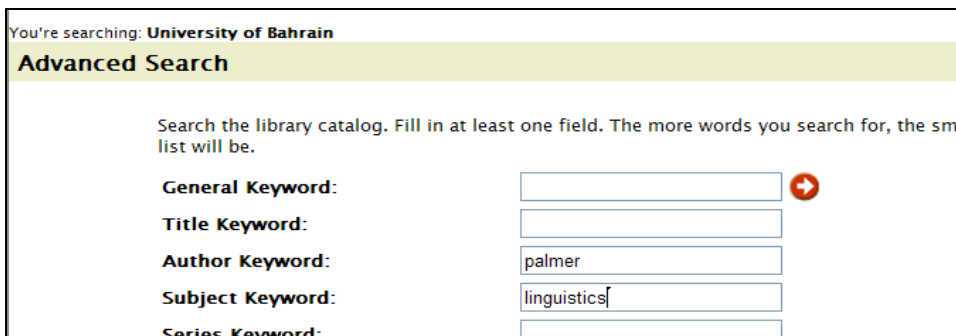 You're searching: University of Bahrain
Advanced Search
Search the library catalog. Fill in at least one field. The more words you search for, the sm
list will be.
General Keyword:
Title Keyword:
Author Keyword: palmer
Subject Keyword: linguistics
Series Keyword: